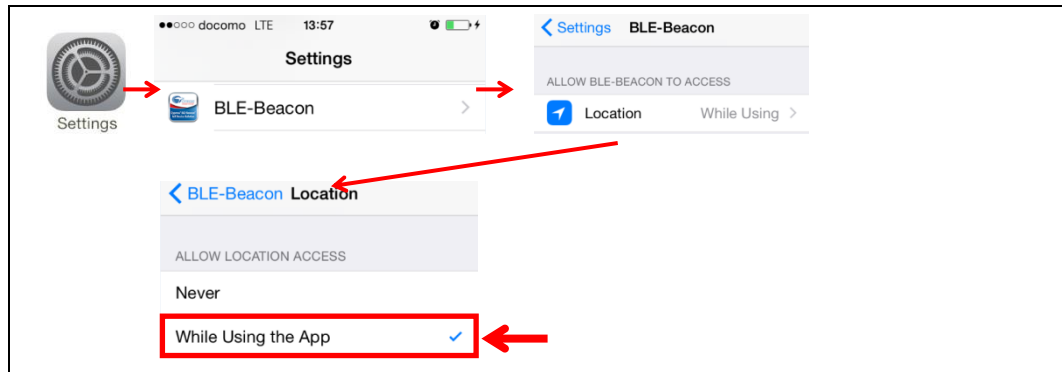 docomo LTE 13:57
Settings
BLE-Beacon
Settings
Settings BLE-Beacon
ALLOW BLE-BEACON TO ACCESS
Location While Using
BLE-Beacon Location
ALLOW LOCATION ACCESS
Never
While Using the App